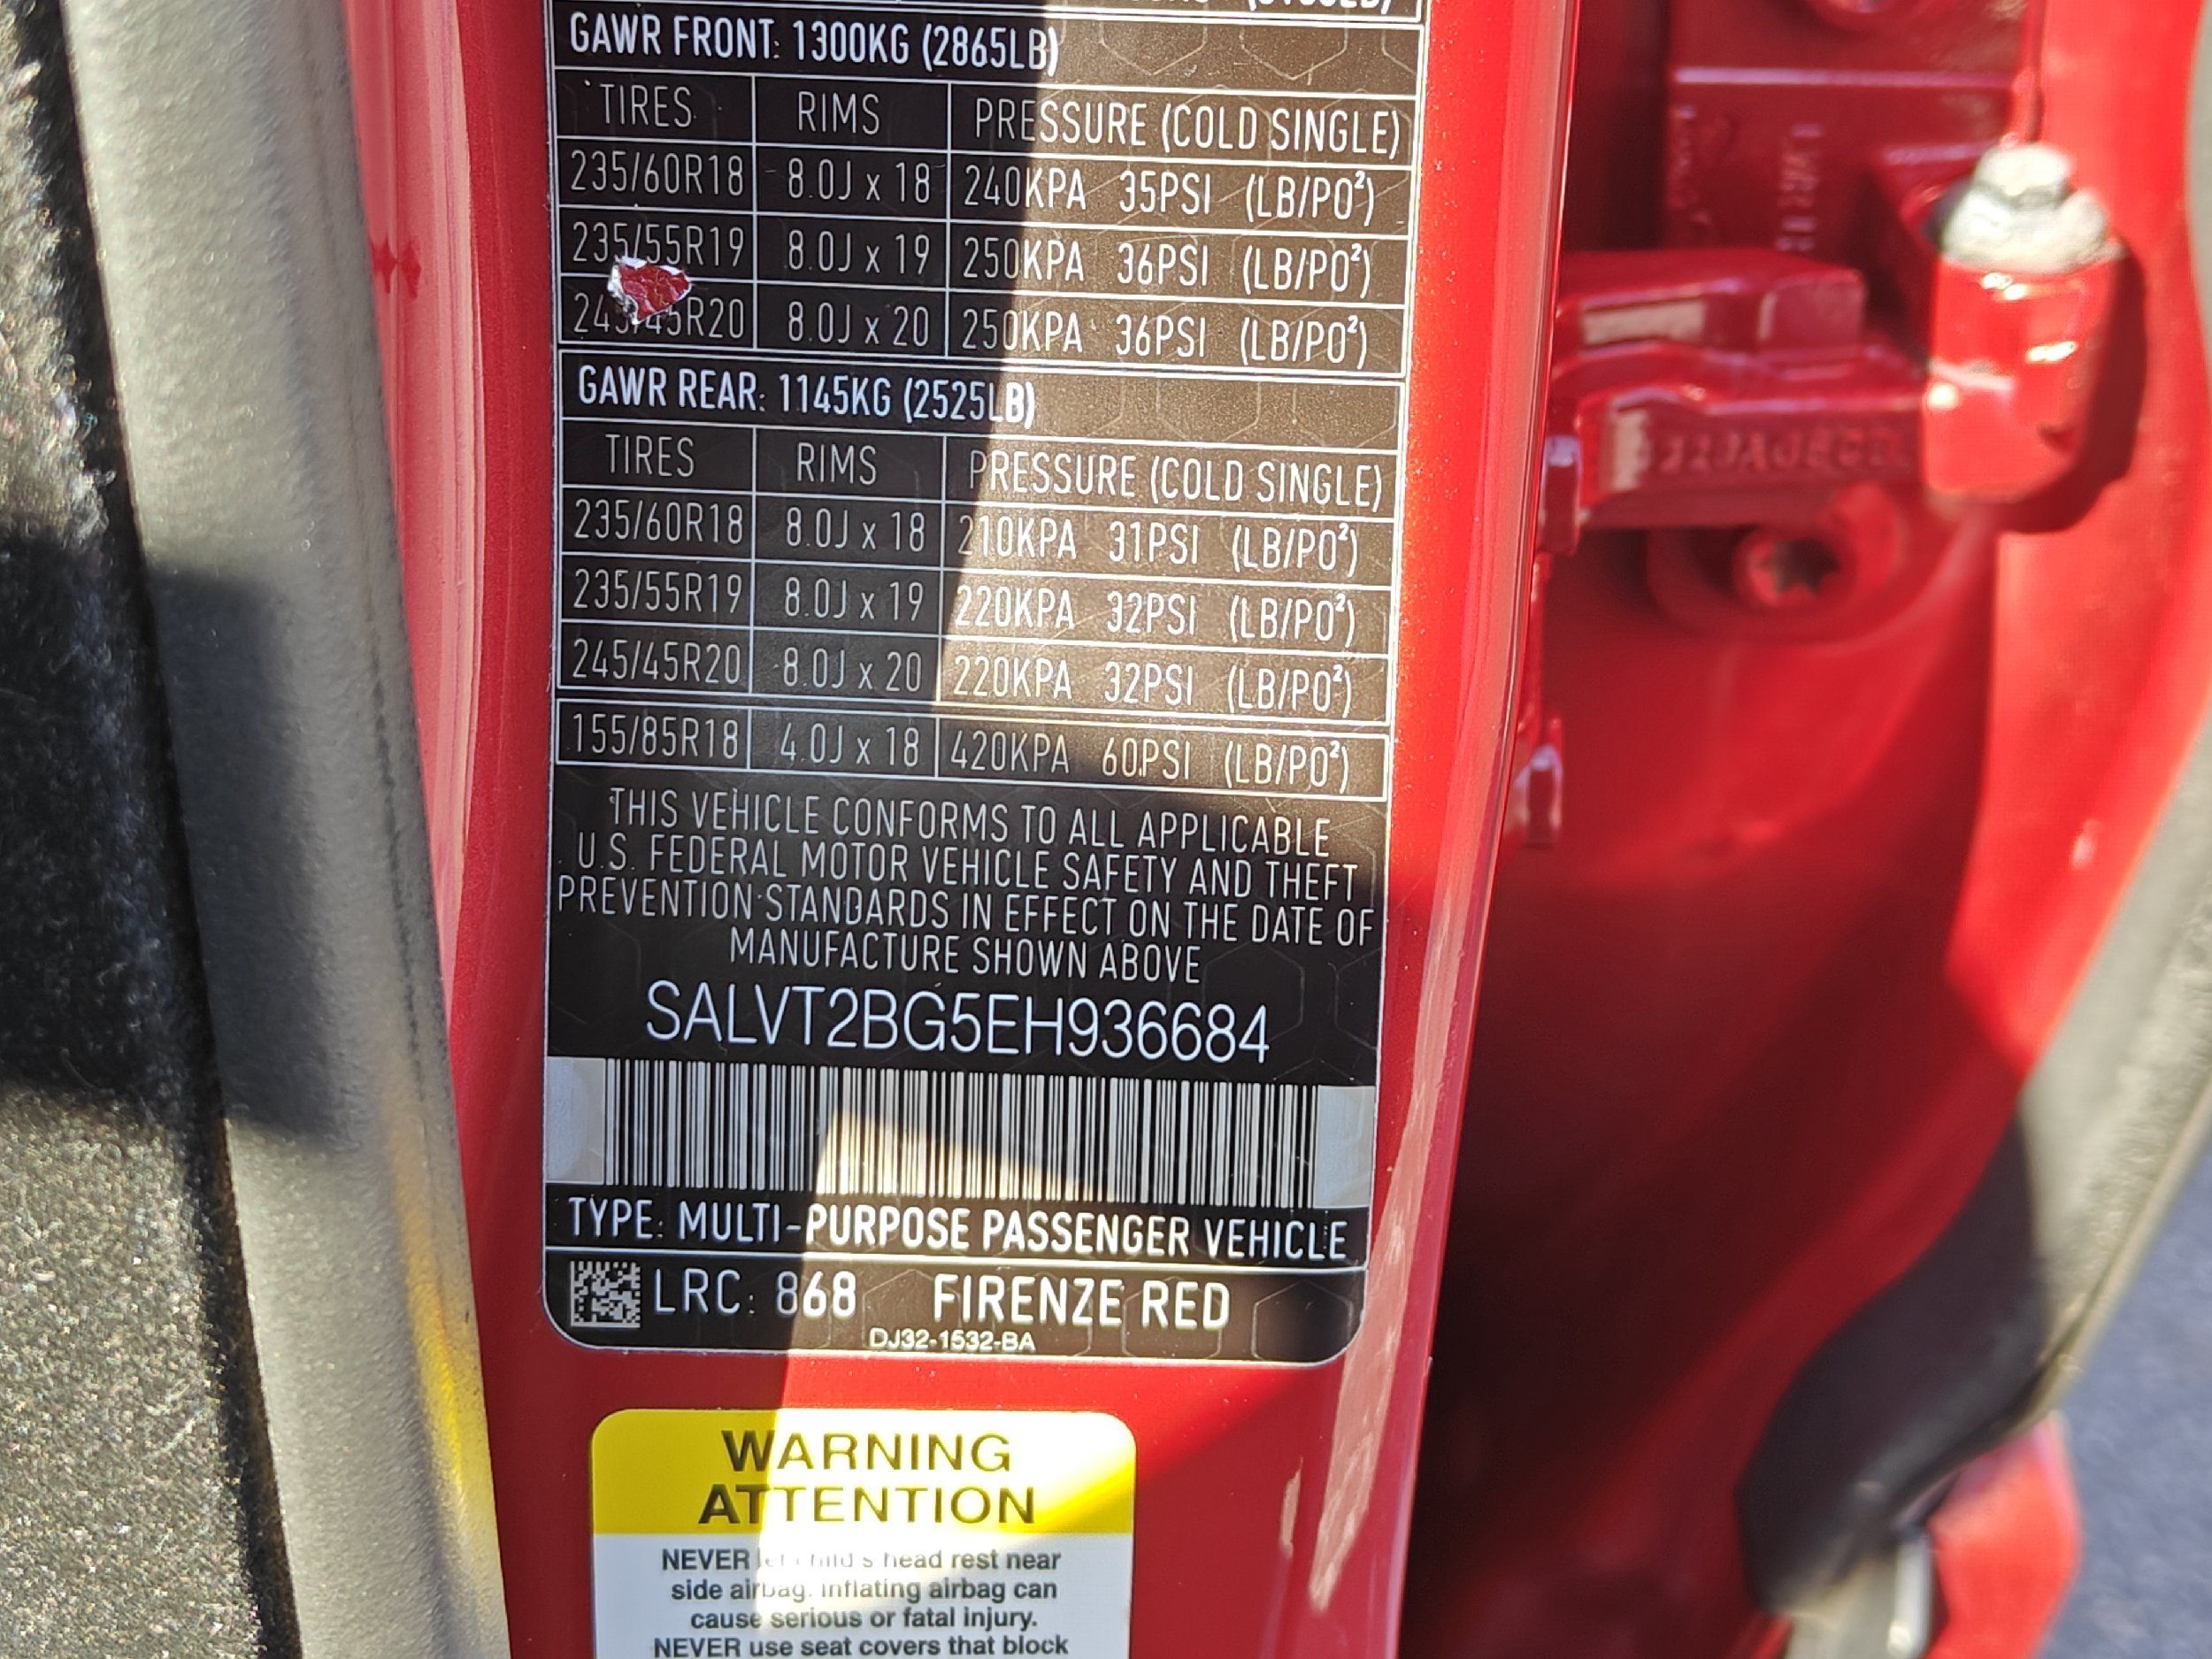 GAWR FRONT: 1300KG (2865LB)
TIRES RIMS PRESSURE (COLD SINGLE)
235/60R18 8.0J x 18 240KPA 35PSI (LB/PO²)
235/55R19 8.0J x 19 250KPA 36PSI (LB/PO²)
245/45R20 8.0J x 20 250KPA 36PSI (LB/PO²)
GAWR REAR: 1145KG (2525LB)
TIRES RIMS PRESSURE (COLD SINGLE)
235/60R18 8.0J x 18 210KPA 31PSI (LB/PO²)
235/55R19 8.0J x 19 220KPA 32PSI (LB/PO²)
245/45R20 8.0J x 20 220KPA 32PSI (LB/PO²)
155/85R18 4.0J x 18 420KPA 60PSI (LB/PO²)
THIS VEHICLE CONFORMS TO ALL APPLICABLE
U.S. FEDERAL MOTOR VEHICLE SAFETY AND THEFT
PREVENTION STANDARDS IN EFFECT ON THE DATE OF
MANUFACTURE SHOWN ABOVE
SALVT2BG5EH936684
TYPE: MULTI-PURPOSE PASSENGER VEHICLE
LRC: 868 FIRENZE RED
DJ32-1532-BA
WARNING
ATTENTION
NEVER let child's head rest near
side airbag. Inflating airbag can
cause serious or fatal injury.
NEVER use seat covers that block